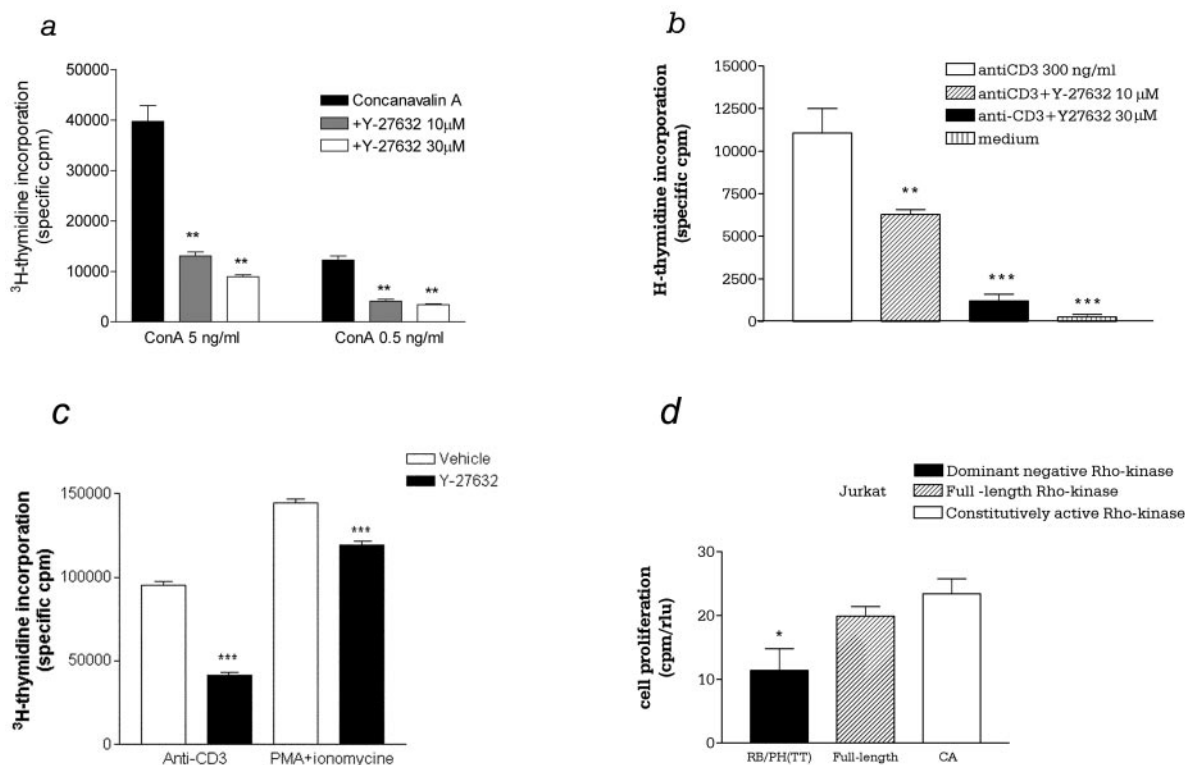 a
³H-thymidine incorporation
(specific cpm)
50000
40000
30000
20000
10000
0
Concanavalin A
+Y-27632 10μM
+Y-27632 30μM
**
**
**
**
ConA 5 ng/ml
ConA 0.5 ng/ml
b
H-thymidine incorporation
(specific cpm)
12500
10000
7500
5000
2500
0
antiCD3 300 ng/ml
antiCD3+Y-27632 10 μM
anti-CD3+Y27632 30μM
medium
**
***
***
c
³H-thymidine incorporation
(specific cpm)
150000
100000
50000
0
Vehicle
Y-27632
***
***
Anti-CD3
PMA+ionomycine
d
Jurkat
Dominant negative Rho-kinase
Full -length Rho-kinase
Constitutively active Rho-kinase
cell proliferation
(cpm/rlu)
30
20
10
0
*
RB/PH(TT)
Full-length
CA